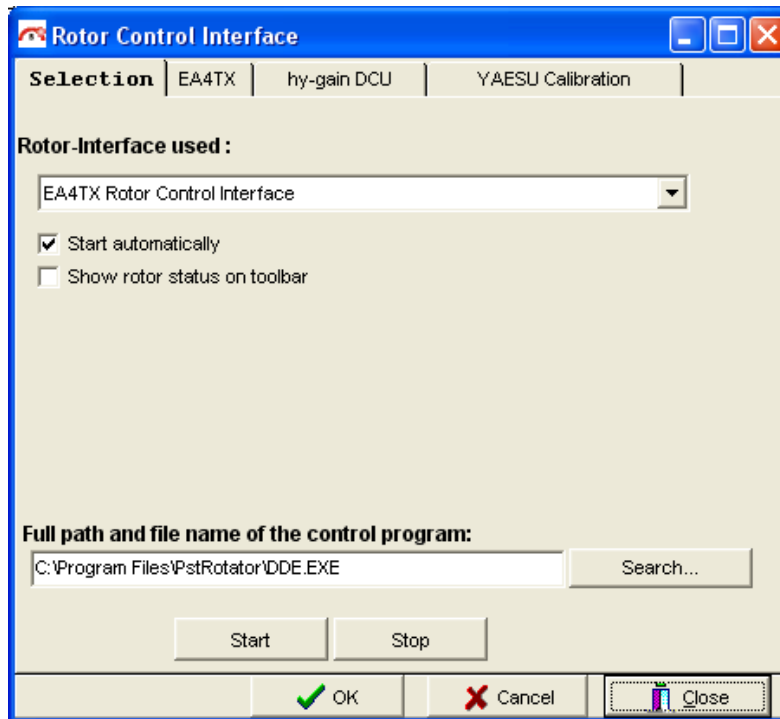 Rotor Control Interface
Selection EA4TX hy-gain DCU YAESU Calibration
Rotor-Interface used :
EA4TX Rotor Control Interface
Start automatically
Show rotor status on toolbar
Full path and file name of the control program:
C:\Program Files\PstRotator\DDE.EXE Search...
Start Stop
OK Cancel Close